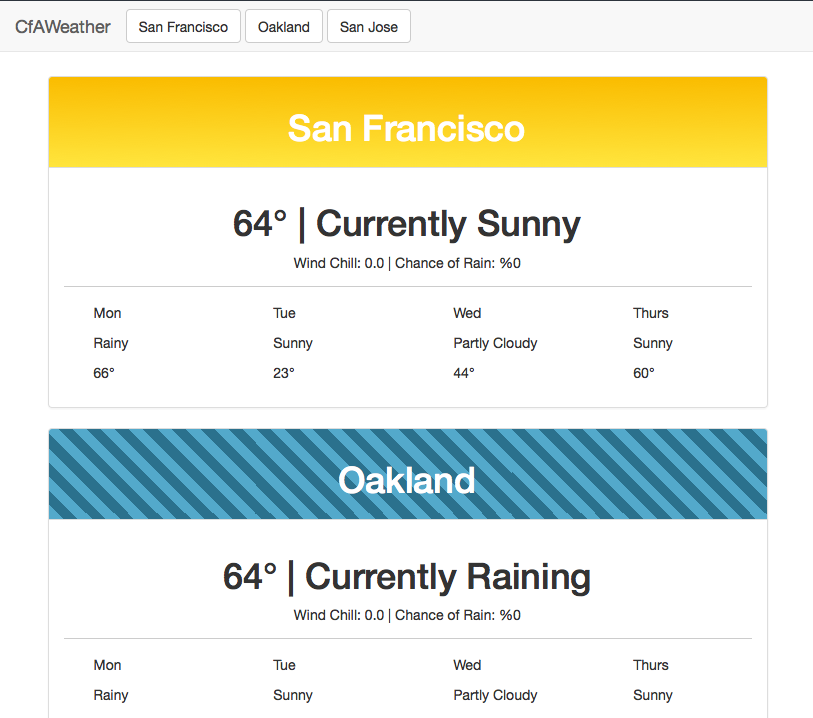 CfAWeather San Francisco Oakland San Jose
San Francisco
64° | Currently Sunny
Wind Chill: 0.0 | Chance of Rain: %0
Mon Tue Wed Thurs
Rainy Sunny Partly Cloudy Sunny
66° 23° 44° 60°
Oakland
64° | Currently Raining
Wind Chill: 0.0 | Chance of Rain: %0
Mon Tue Wed Thurs
Rainy Sunny Partly Cloudy Sunny